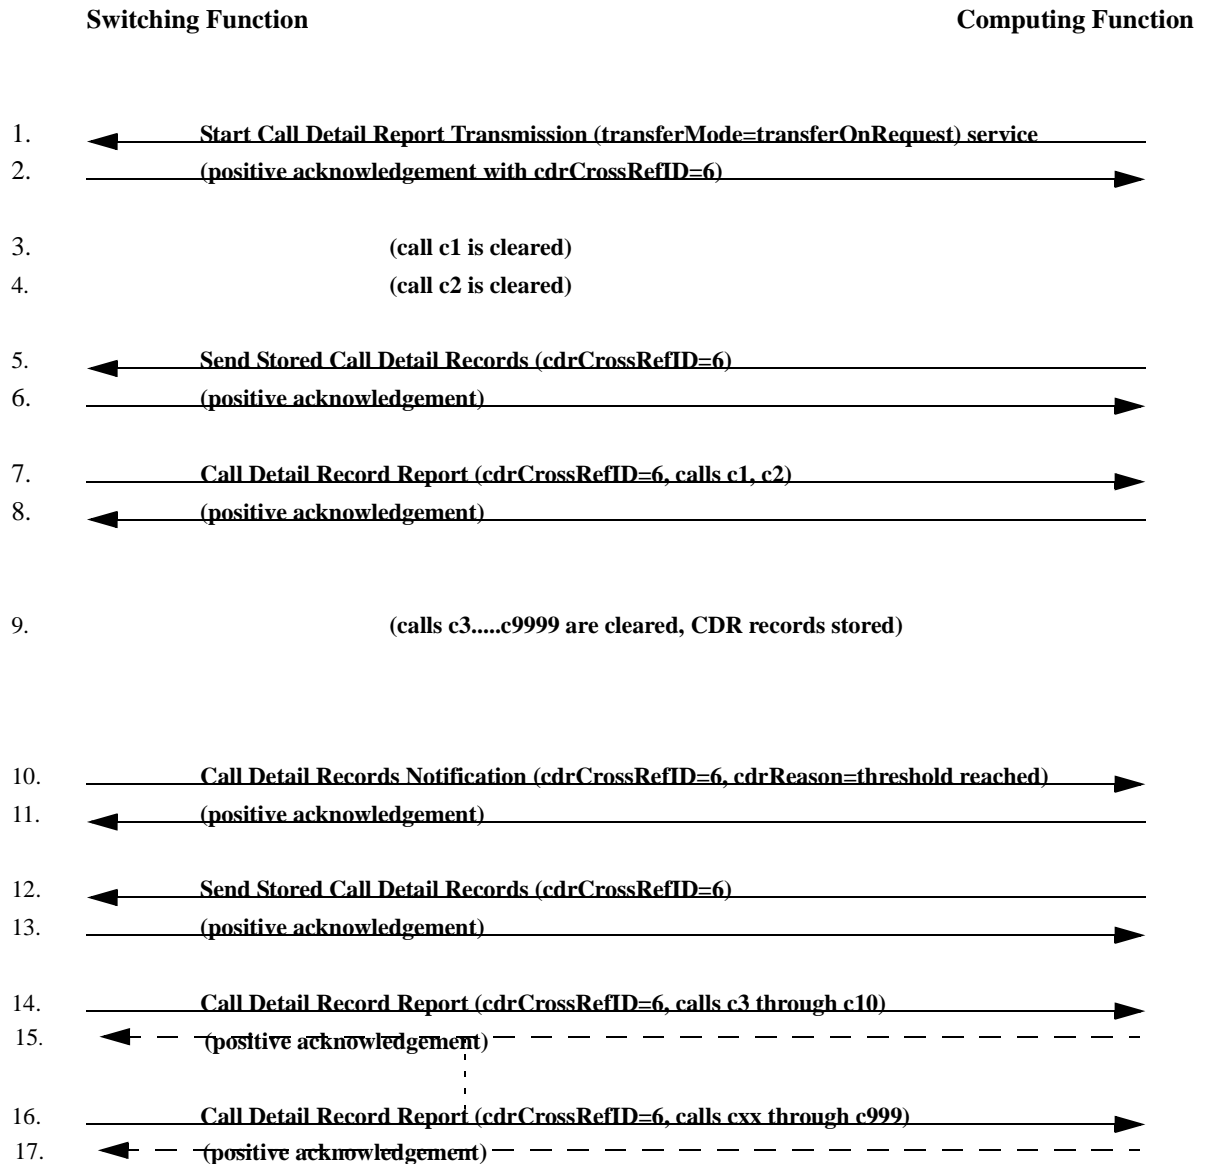 Switching Function Computing Function
1. Start Call Detail Report Transmission (transferMode=transferOnRequest) service
2. (positive acknowledgement with cdrCrossRefID=6)
3. (call c1 is cleared)
4. (call c2 is cleared)
5. Send Stored Call Detail Records (cdrCrossRefID=6)
6. (positive acknowledgement)
7. Call Detail Record Report (cdrCrossRefID=6, calls c1, c2)
8. (positive acknowledgement)
9. (calls c3.....c9999 are cleared, CDR records stored)
10. Call Detail Records Notification (cdrCrossRefID=6, cdrReason=threshold reached)
11. (positive acknowledgement)
12. Send Stored Call Detail Records (cdrCrossRefID=6)
13. (positive acknowledgement)
14. Call Detail Record Report (cdrCrossRefID=6, calls c3 through c10)
15. (positive acknowledgement)
16. Call Detail Record Report (cdrCrossRefID=6, calls cxx through c999)
17. (positive acknowledgement)